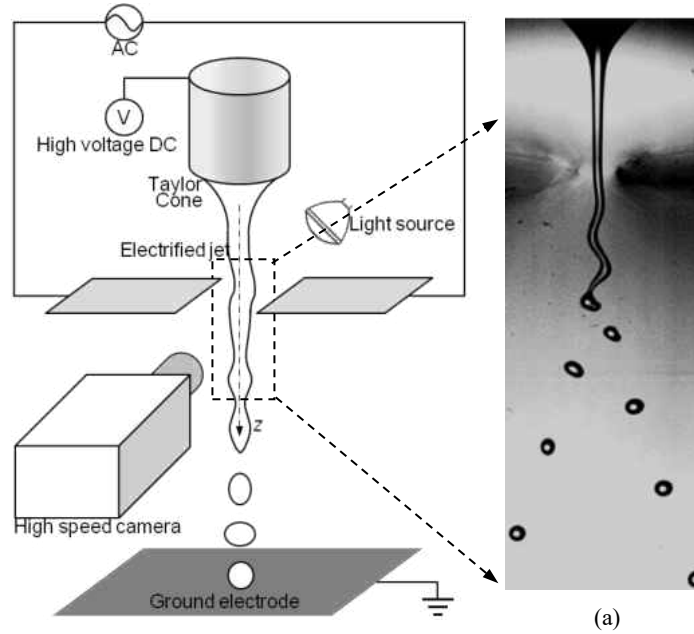 AC
V
High voltage DC
Taylor
Cone
Light source
Electrified jet
z
High speed camera
Ground electrode
(a)